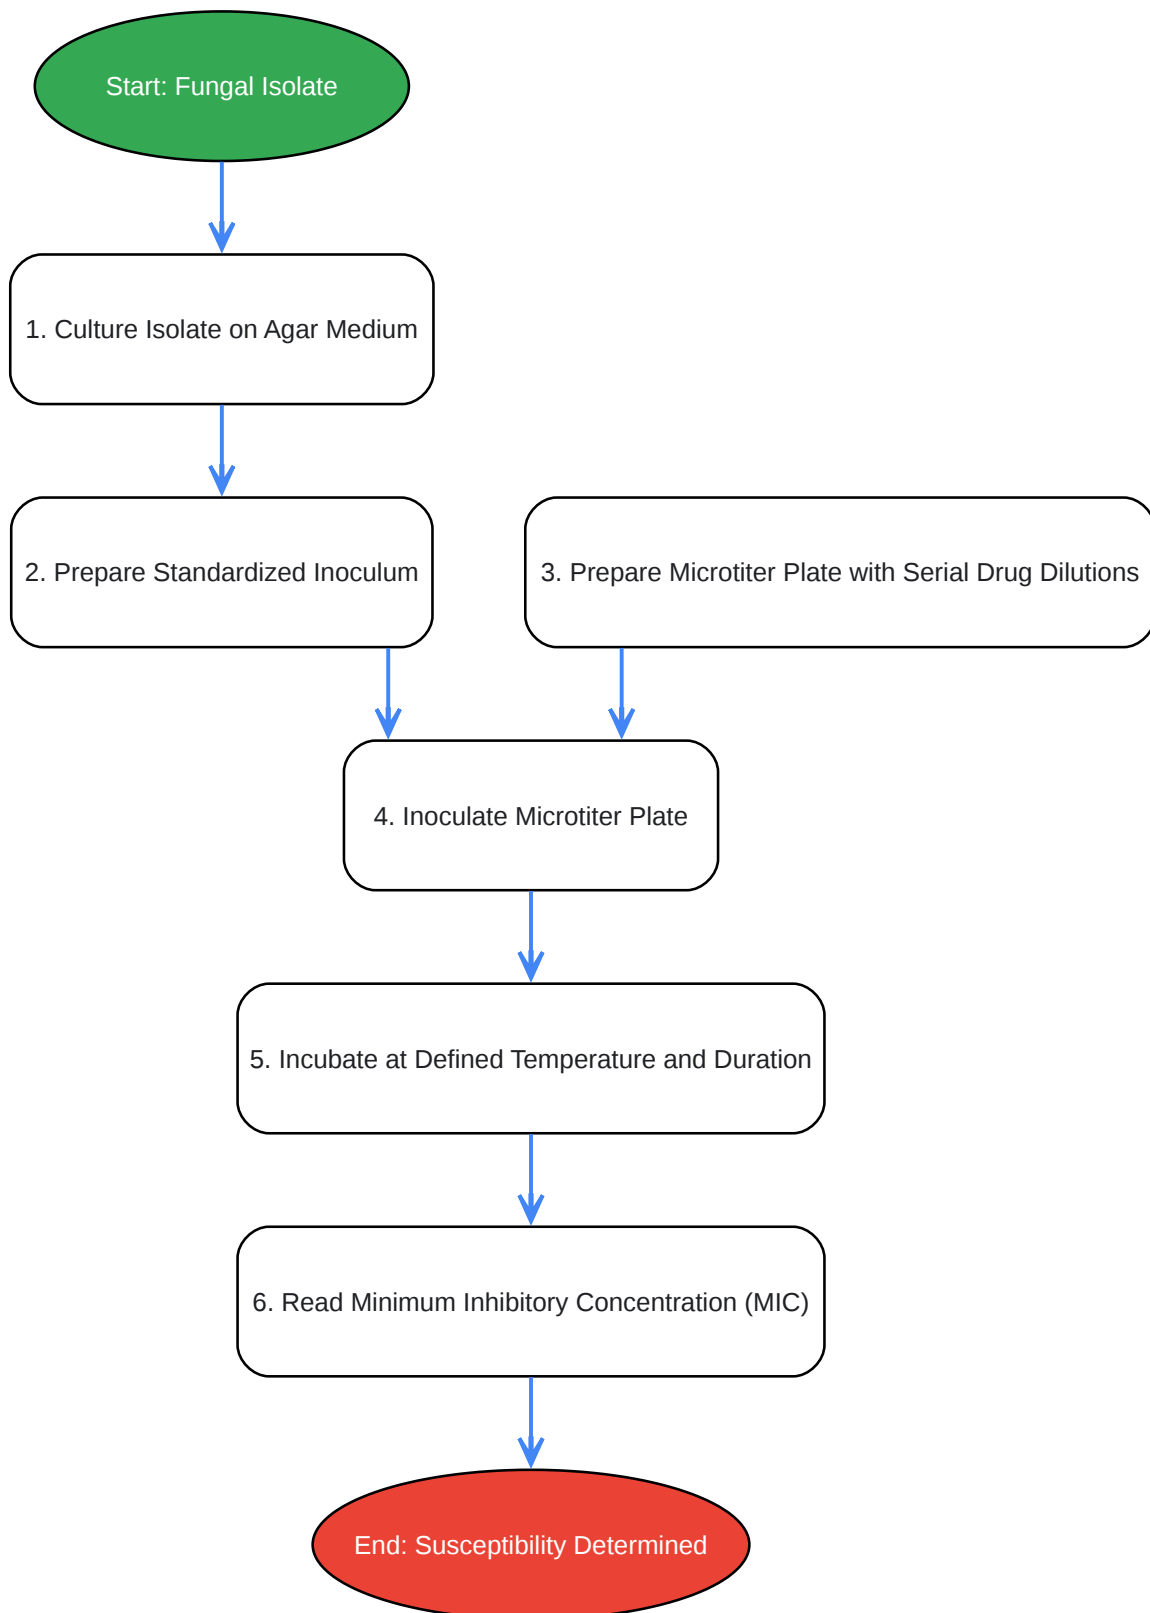 Start: Fungal Isolate
1. Culture Isolate on Agar Medium
2. Prepare Standardized Inoculum
3. Prepare Microtiter Plate with Serial Drug Dilutions
4. Inoculate Microtiter Plate
5. Incubate at Defined Temperature and Duration
6. Read Minimum Inhibitory Concentration (MIC)
End: Susceptibility Determined